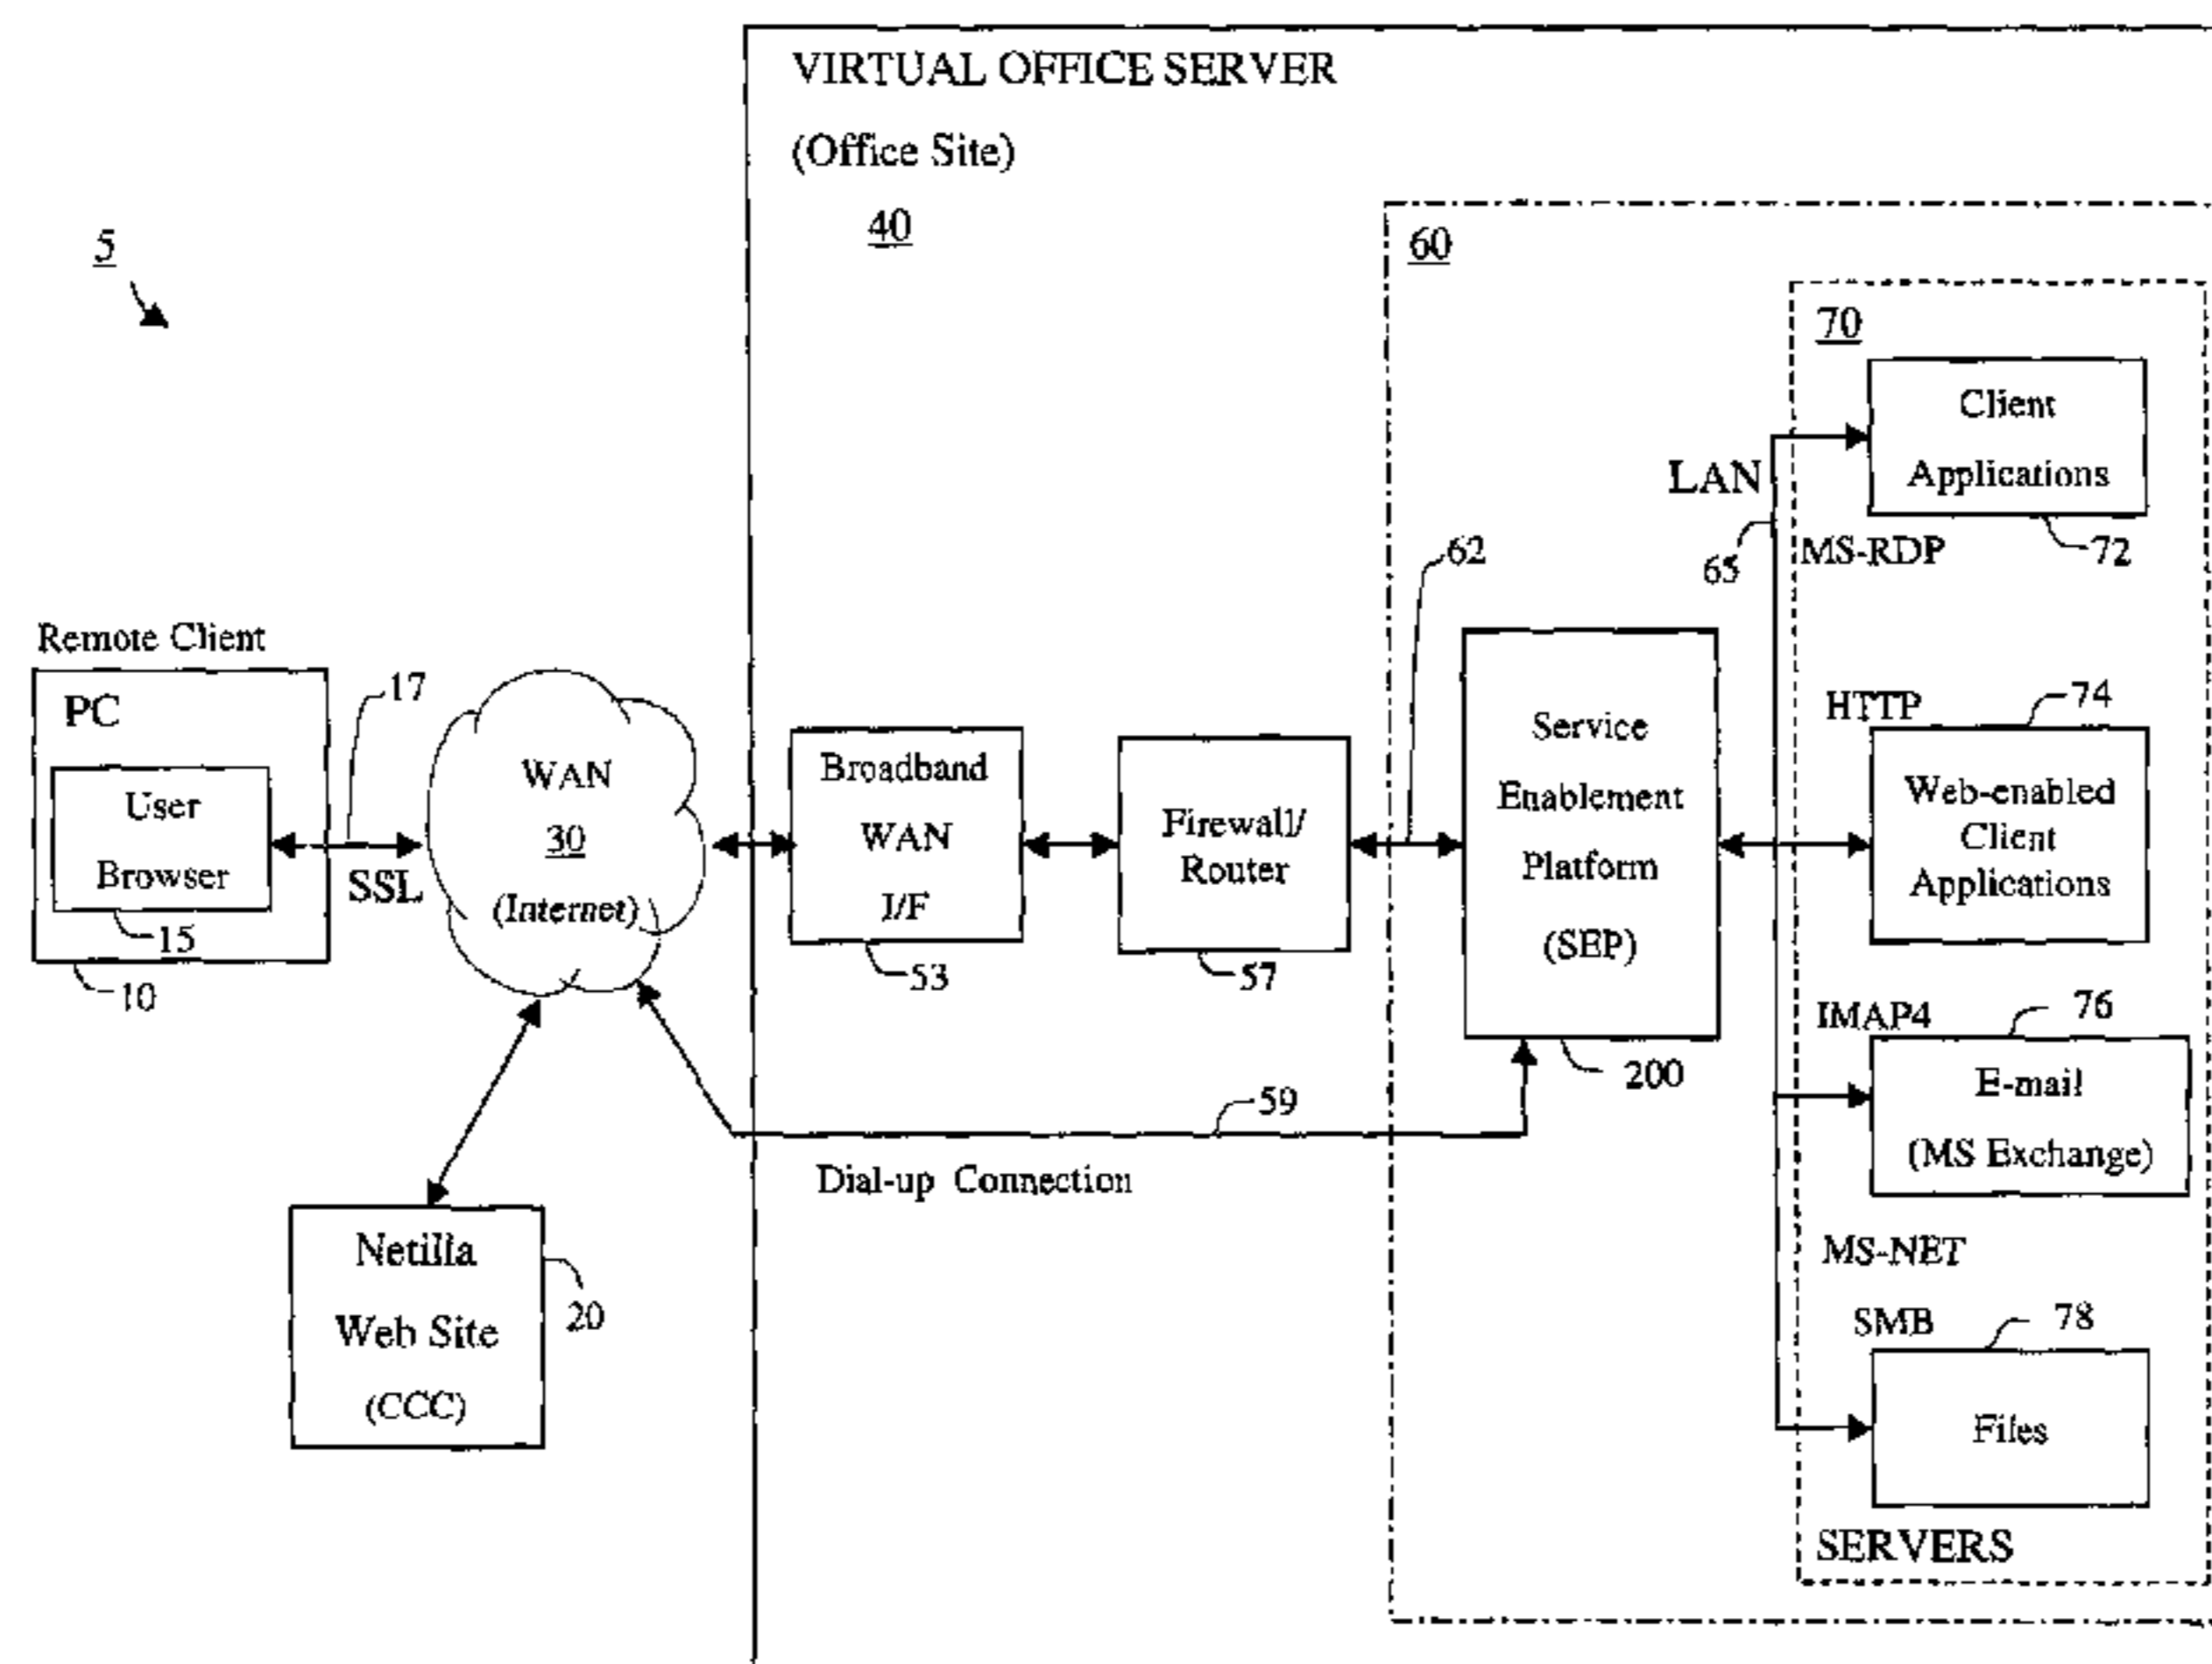 VIRTUAL OFFICE SERVER
(Office Site)
40
5
60
70
Client
Applications
LAN
65
MS-RDP
72
62
Remote Client
PC
17
User
Browser
15
10
SSL
WAN
30
(Internet)
Broadband
WAN
I/F
53
Firewall/
Router
57
Service
Enablement
Platform
(SEP)
200
HTTP
74
Web-enabled
Client
Applications
IMAP4
76
E-mail
(MS Exchange)
59
Dial-up Connection
Netilla
Web Site
(CCC)
20
MS-NET
SMB
78
Files
SERVERS